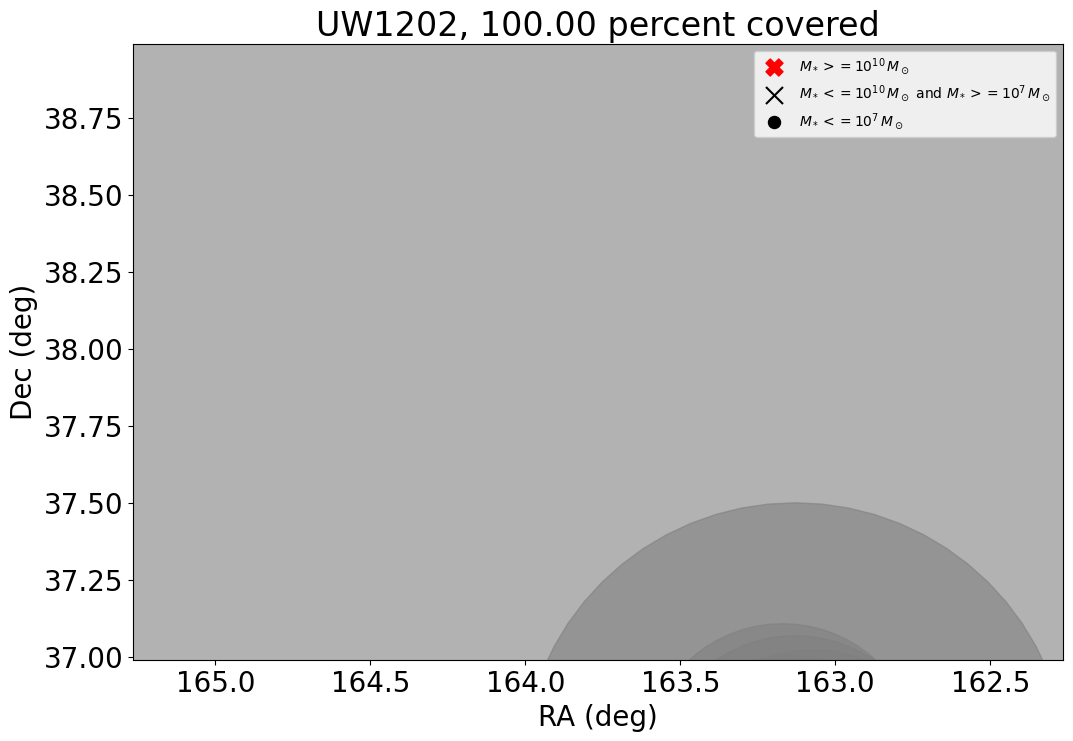 UW1202, 100.00 percent covered
M* >= 10^10 M⊙
M* <= 10^10 M⊙ and M* >= 10^7 M⊙
M* <= 10^7 M⊙
38.75
38.50
38.25
38.00
37.75
37.50
37.25
37.00
Dec (deg)
165.0 164.5 164.0 163.5 163.0 162.5
RA (deg)